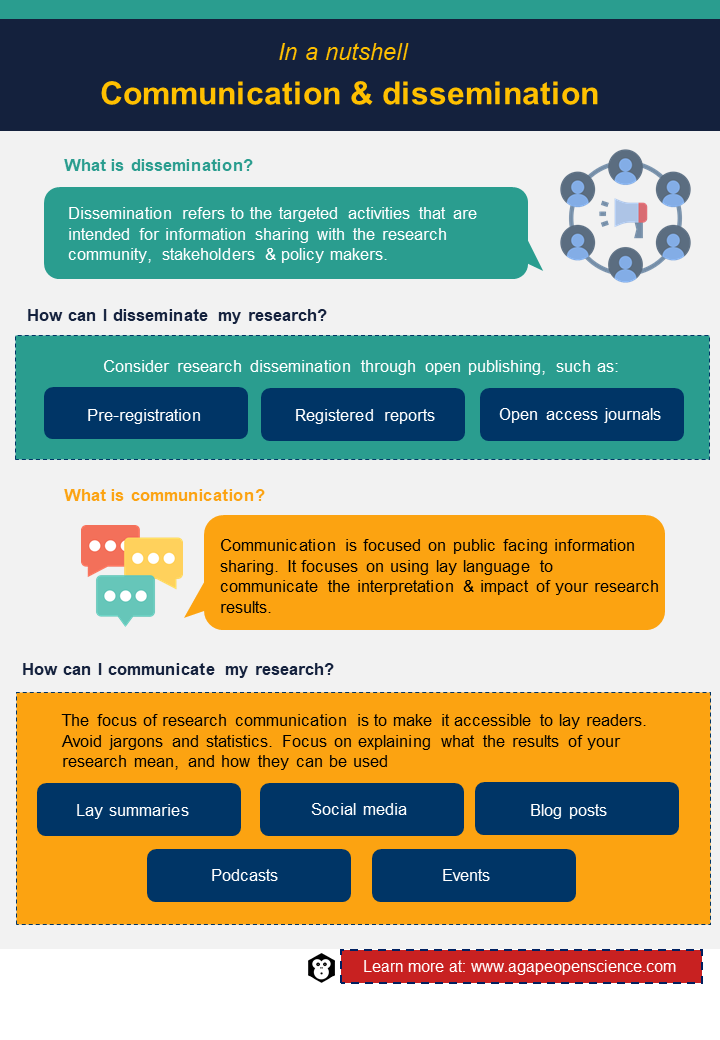 In a nutshell
Communication & dissemination
What is dissemination?
Dissemination refers to the targeted activities that are
intended for information sharing with the research
community, stakeholders & policy makers.
How can I disseminate my research?
Consider research dissemination through open publishing, such as:
Pre-registration
Registered reports
Open access journals
What is communication?
Communication is focused on public facing information
sharing. It focuses on using lay language to
communicate the interpretation & impact of your research
results.
How can I communicate my research?
The focus of research communication is to make it accessible to lay readers.
Avoid jargons and statistics. Focus on explaining what the results of your
research mean, and how they can be used
Lay summaries
Social media
Blog posts
Podcasts
Events
Learn more at: www.agapeopenscience.com